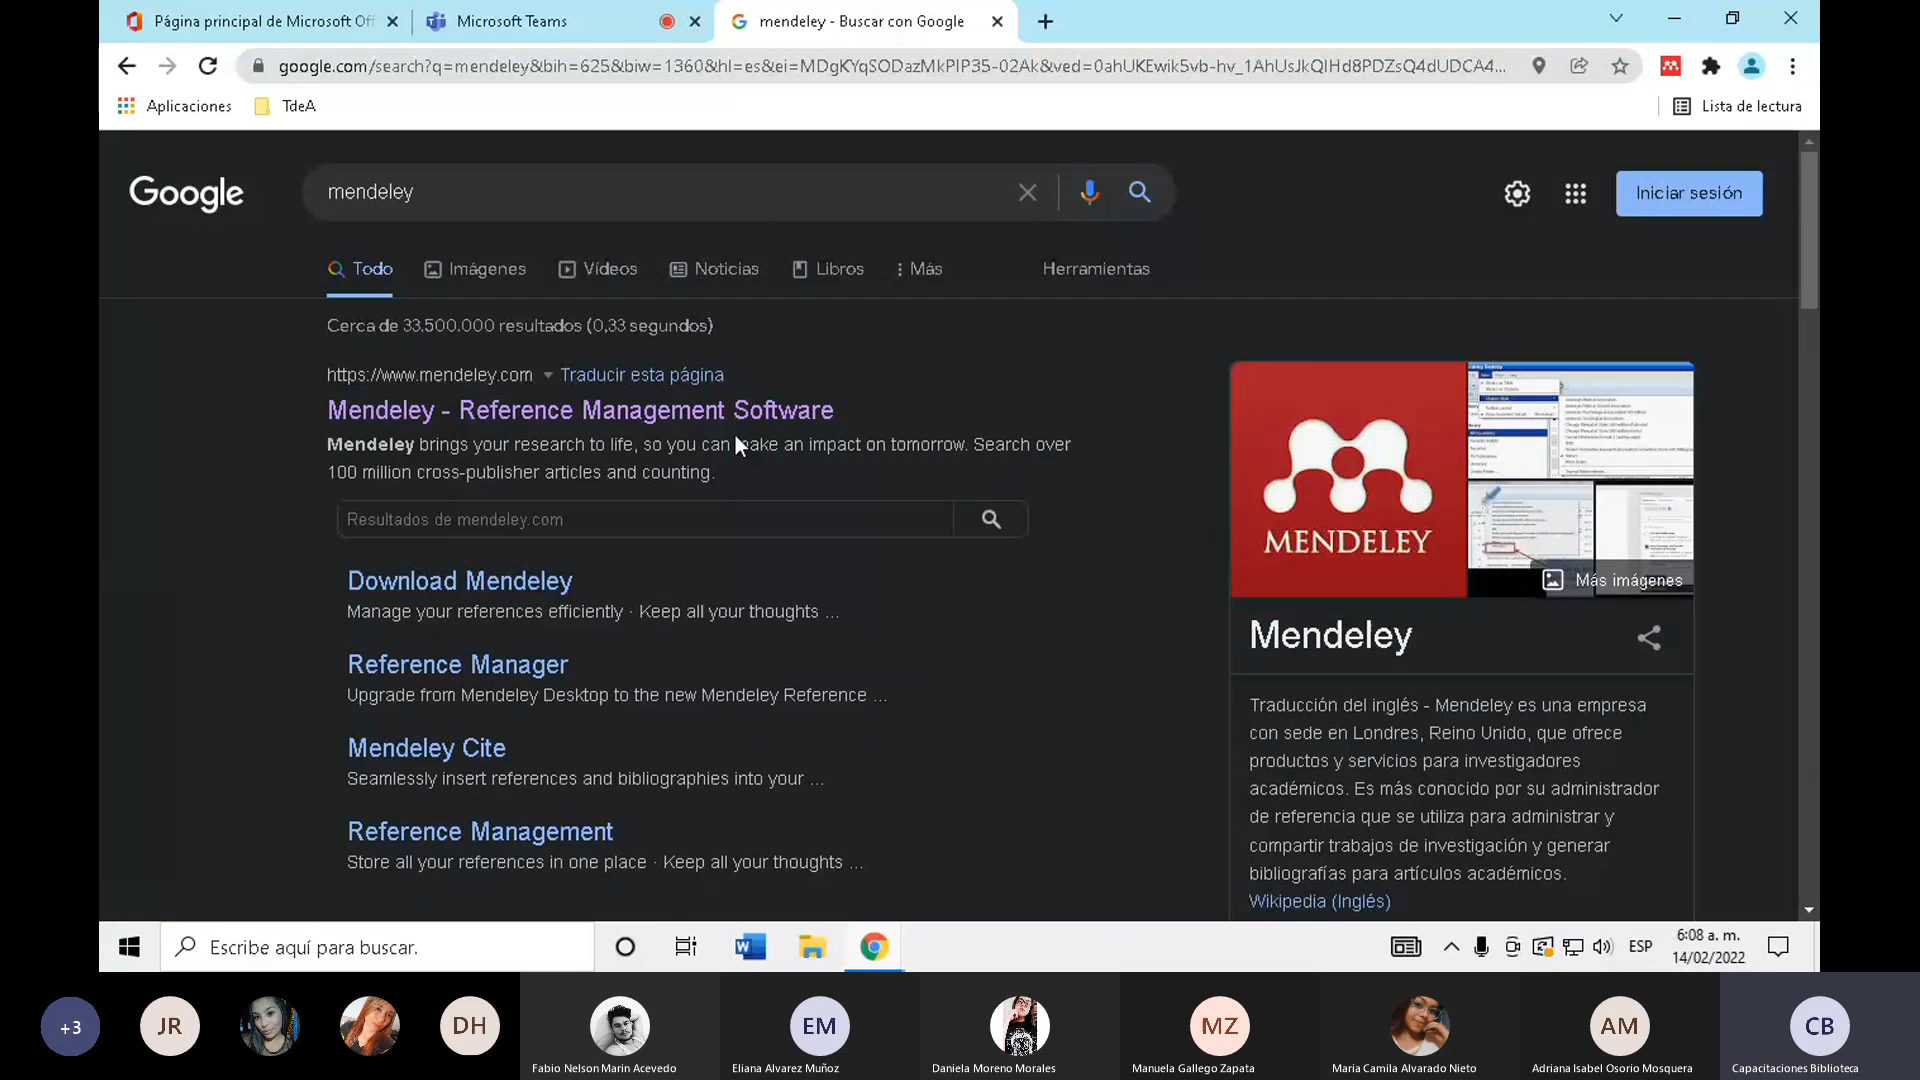 Página principal de Microsoft Of
Microsoft Teams
mendeley - Buscar con Google
google.com/search?q=mendeley&bih=625&biw=1360&hl=es&ei=MDgKYqSODazMkPIP35-02Ak&ved=0ahUKEwik5vb-hv_1AhUsJkQIHd8PDZsQ4dUDCA4...
Aplicaciones
TdeA
Lista de lectura
Google
mendeley
Iniciar sesión
Todo
Imágenes
Vídeos
Noticias
Libros
Más
Herramientas
Cerca de 33.500.000 resultados (0,33 segundos)
https://www.mendeley.com
Traducir esta página
Mendeley - Reference Management Software
Mendeley brings your research to life, so you can make an impact on tomorrow. Search over
100 million cross-publisher articles and counting.
Resultados de mendeley.com
Download Mendeley
Manage your references efficiently · Keep all your thoughts ...
Reference Manager
Upgrade from Mendeley Desktop to the new Mendeley Reference ...
Mendeley Cite
Seamlessly insert references and bibliographies into your ...
Reference Management
Store all your references in one place · Keep all your thoughts ...
MENDELEY
Más imágenes
Mendeley
Traducción del inglés - Mendeley es una empresa
con sede en Londres, Reino Unido, que ofrece
productos y servicios para investigadores
académicos. Es más conocido por su administrador
de referencia que se utiliza para administrar y
compartir trabajos de investigación y generar
bibliografías para artículos académicos.
Wikipedia (Inglés)
Escribe aquí para buscar.
ESP
6:08 a. m.
14/02/2022
+3
JR
DH
Fabio Nelson Marin Acevedo
EM
Eliana Alvarez Muñoz
Daniela Moreno Morales
MZ
Manuela Gallego Zapata
Maria Camila Alvarado Nieto
AM
Adriana Isabel Osorio Mosquera
CB
Capacitaciones Biblioteca